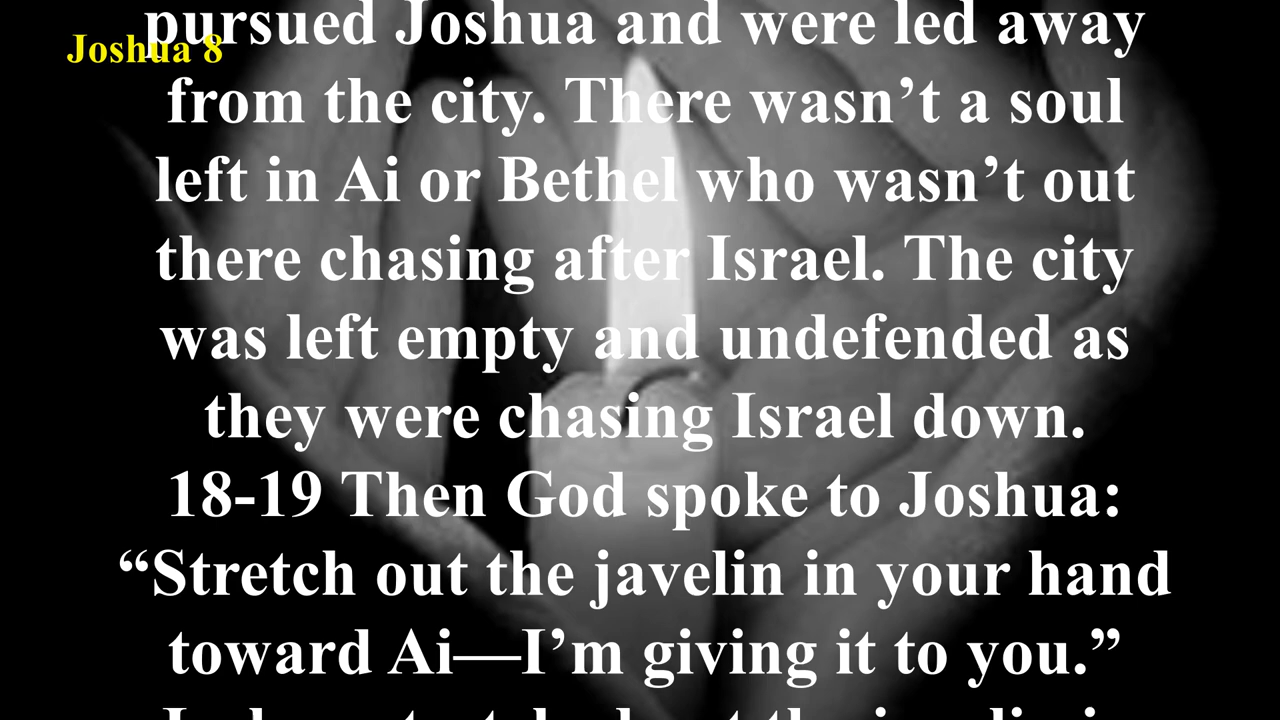 pursued Joshua and were led away
Joshua 8
from the city. There wasn’t a soul
left in Ai or Bethel who wasn’t out
there chasing after Israel. The city
was left empty and undefended as
they were chasing Israel down.
18-19 Then God spoke to Joshua:
“Stretch out the javelin in your hand
toward Ai—I’m giving it to you.”